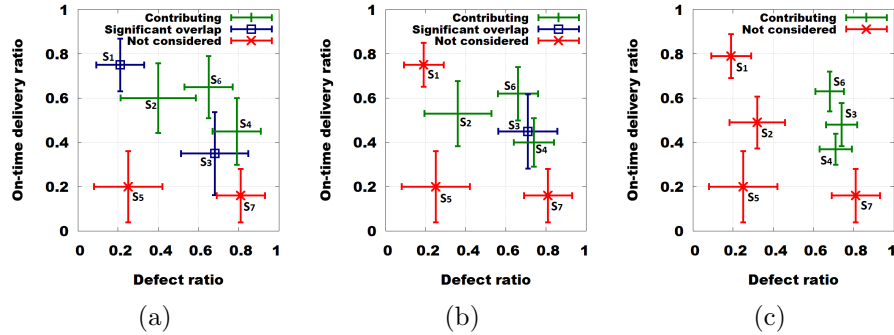 Contributing
Significant overlap
Not considered
On-time delivery ratio
1
0.8
0.6
0.4
0.2
0
S1
S6
S2
S4
S3
S5
S7
0 0.2 0.4 0.6 0.8 1
Defect ratio
(a)
Contributing
Significant overlap
Not considered
On-time delivery ratio
1
0.8
0.6
0.4
0.2
0
S1
S6
S2
S3
S4
S5
S7
0 0.2 0.4 0.6 0.8 1
Defect ratio
(b)
Contributing
Not considered
On-time delivery ratio
1
0.8
0.6
0.4
0.2
0
S1
S6
S2
S3
S4
S5
S7
0 0.2 0.4 0.6 0.8 1
Defect ratio
(c)